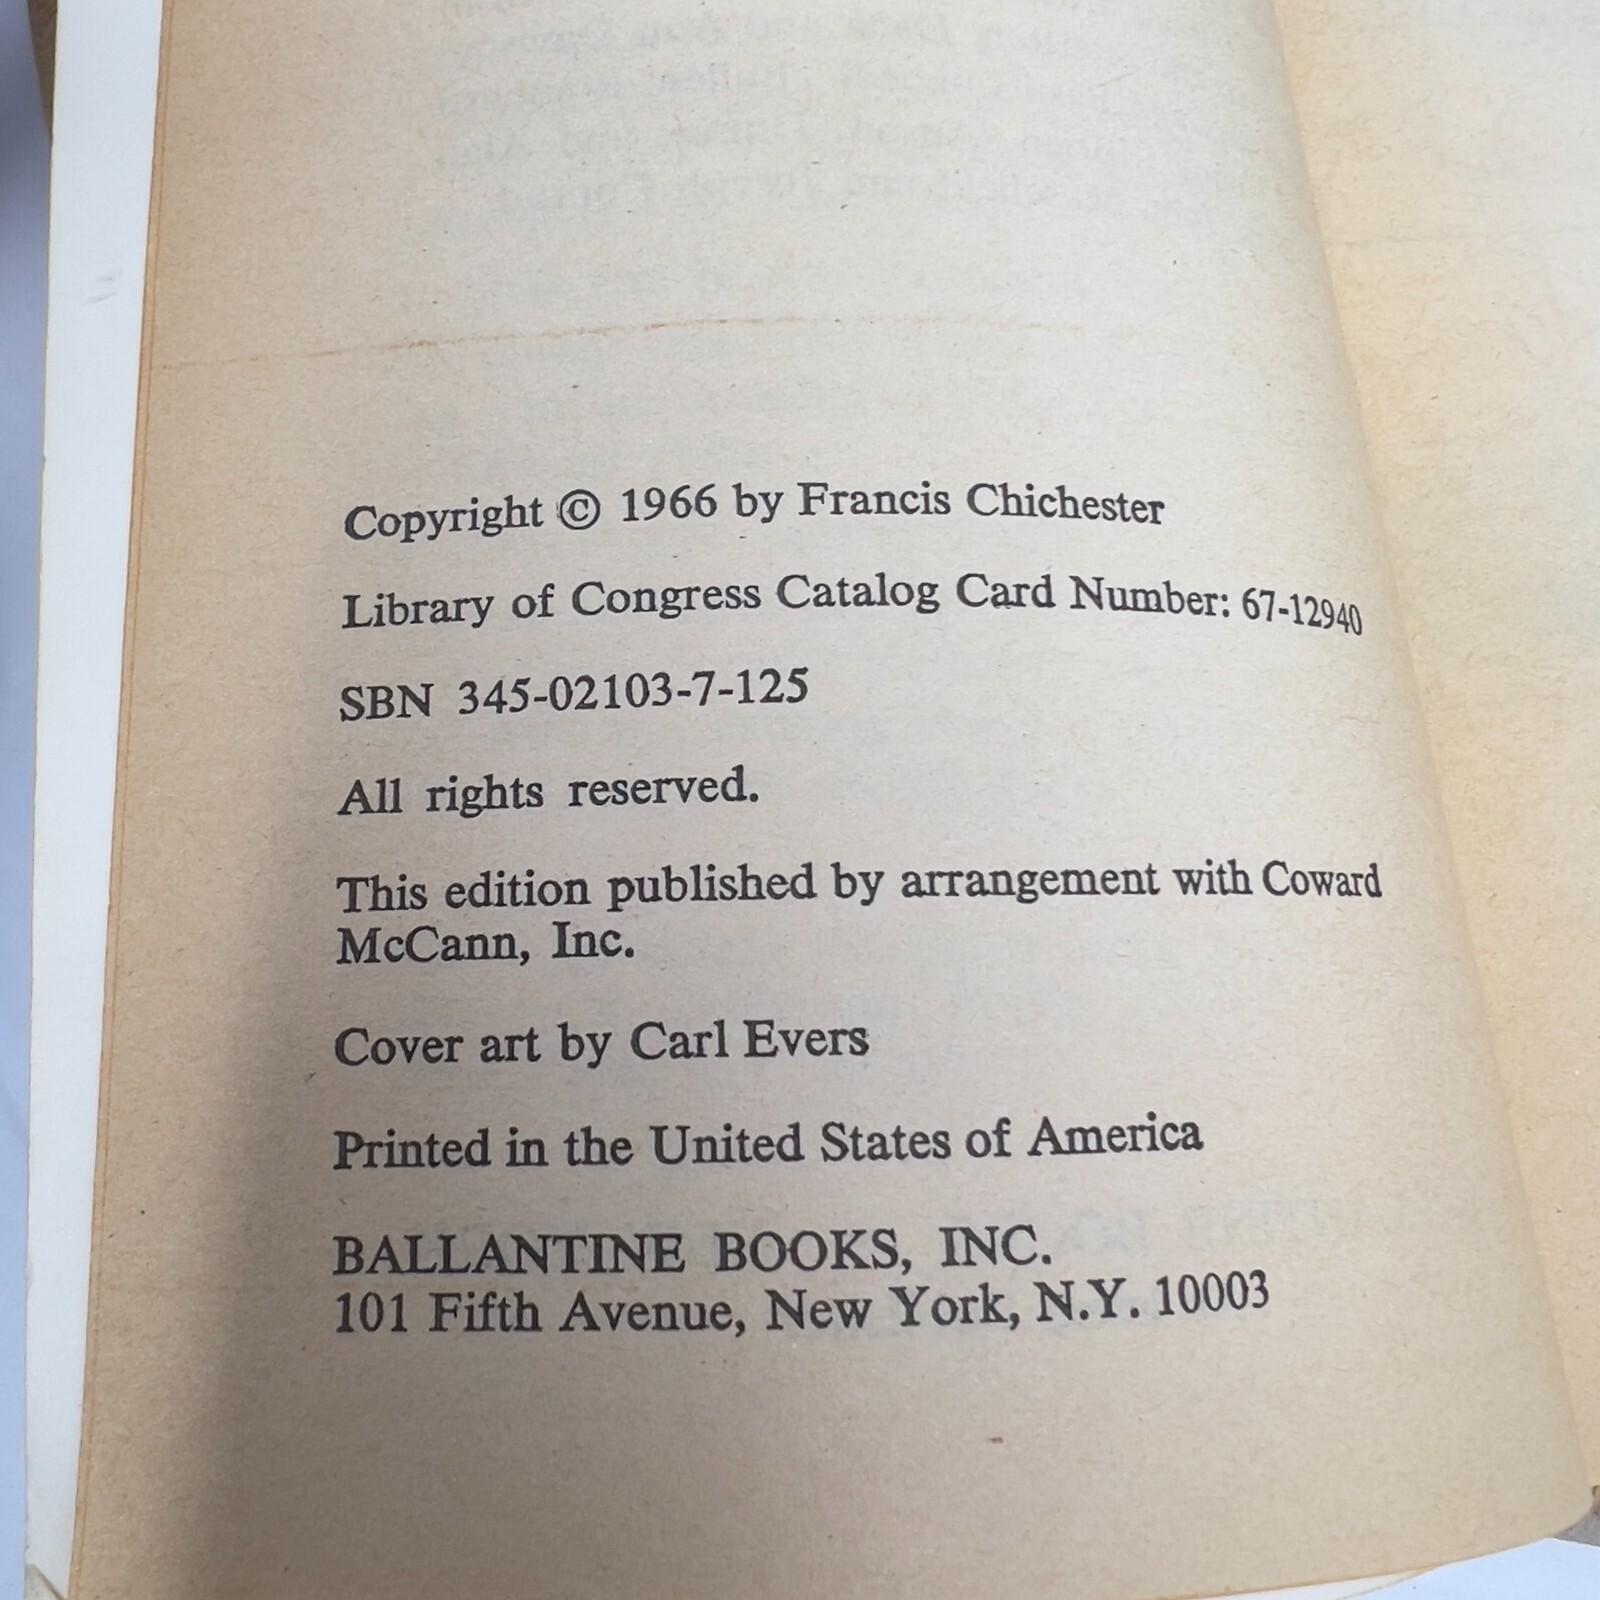 Copyright © 1966 by Francis Chichester
Library of Congress Catalog Card Number: 67-12940
SBN 345-02103-7-125
All rights reserved.
This edition published by arrangement with Coward
McCann, Inc.
Cover art by Carl Evers
Printed in the United States of America
BALLANTINE BOOKS, INC.
101 Fifth Avenue, New York, N.Y. 10003